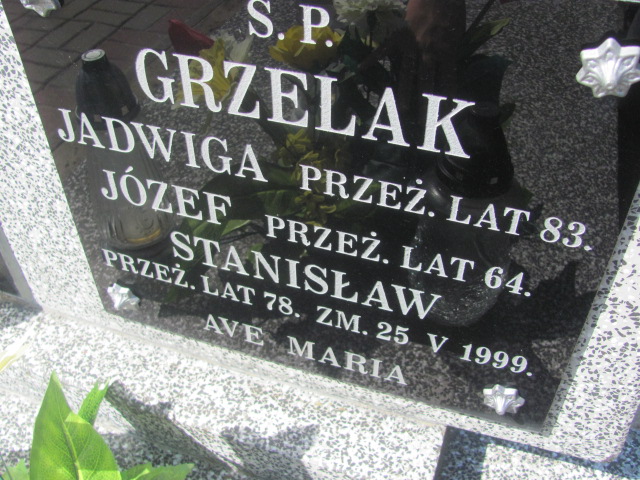 Ś. P.
GRZELAK
JADWIGA PRZEŻ. LAT 83.
JÓZEF PRZEŻ. LAT 64.
STANISŁAW
PRZEŻ. LAT 78. ZM. 25 V 1999.
AVE MARIA